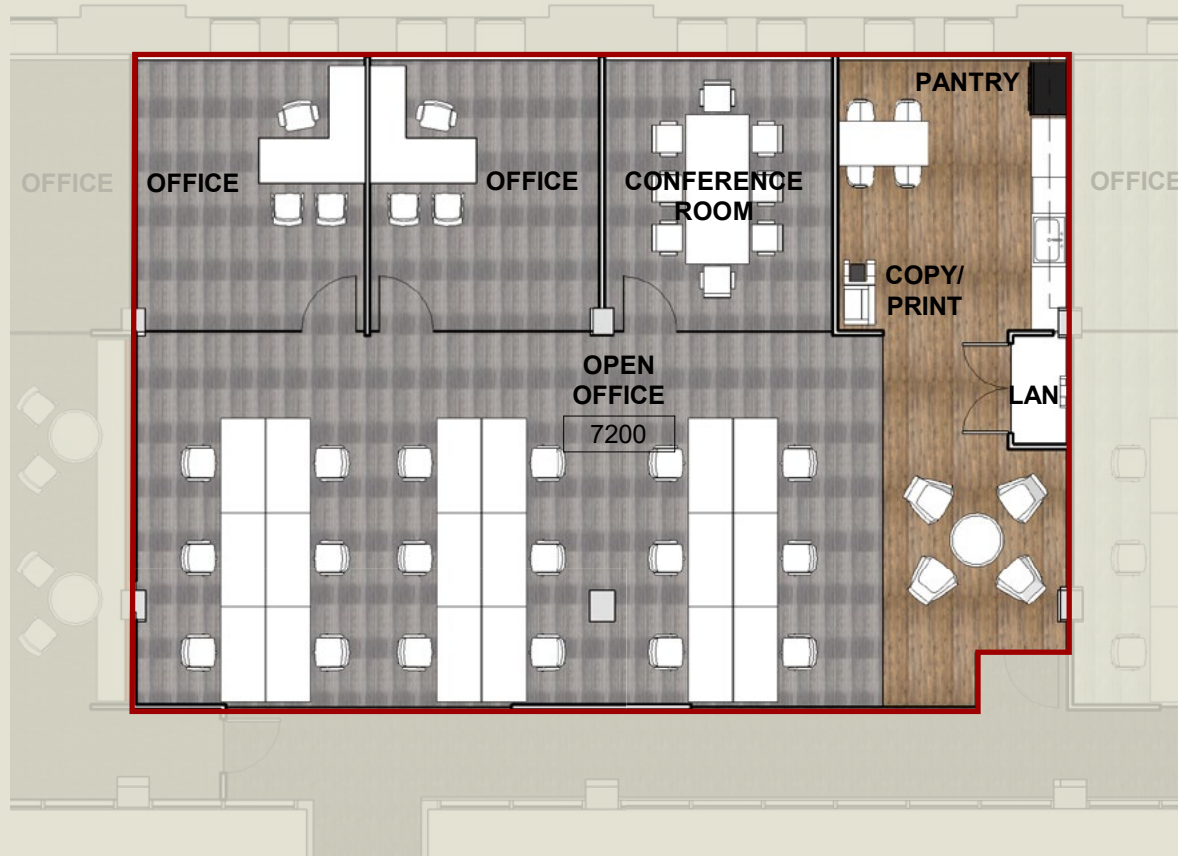 PANTRY
OFFICE
OFFICE
OFFICE
CONFERENCE
ROOM
OFFICE
COPY/
PRINT
OPEN
OFFICE
7200
LAN